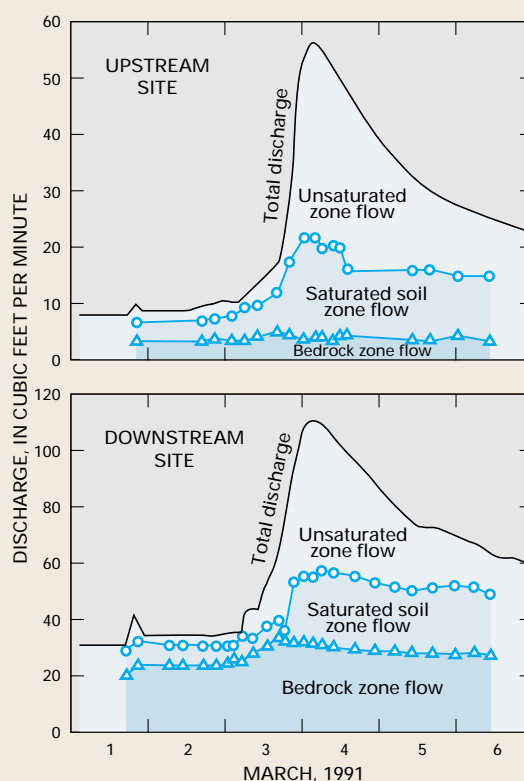 DISCHARGE, IN CUBIC FEET PER MINUTE
60
50
40
30
20
10
0
UPSTREAM
SITE
Total discharge
Unsaturated
zone flow
Saturated soil
zone flow
Bedrock zone flow
120
100
80
60
40
20
0
DOWNSTREAM
SITE
Total discharge
Unsaturated
zone flow
Saturated soil
zone flow
Bedrock zone flow
1 2 3 4 5 6
MARCH, 1991